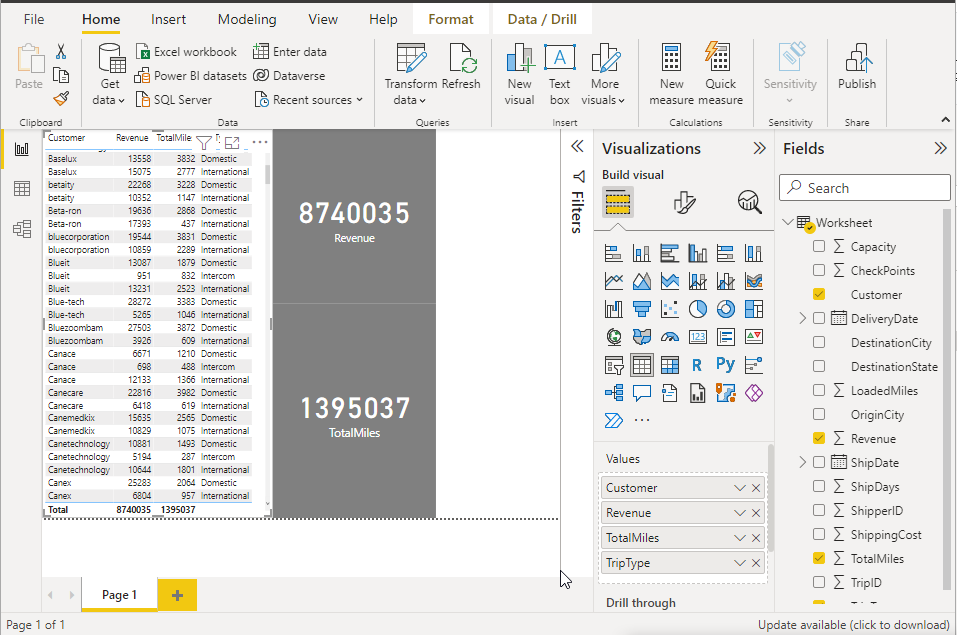 File Home Insert Modeling View Help Format Data / Drill
Paste
Get data
Excel workbook
Power BI datasets
SQL Server
Enter data
Dataverse
Recent sources
Transform data
Refresh
New visual
Text box
More visuals
New measure
Quick measure
Sensitivity
Publish
Clipboard Data Queries Insert Calculations Sensitivity Share
Customer Revenue TotalMile
Baselux 13558 3832 Domestic
Baselux 15075 2777 International
betaity 22268 3228 Domestic
betaity 10352 1147 International
Beta-ron 19636 2868 Domestic
Beta-ron 17393 437 International
bluecorporation 19544 3831 Domestic
bluecorporation 10859 2289 International
Blueit 13087 1879 Domestic
Blueit 951 832 Intercom
Blueit 13231 2523 International
Blue-tech 28272 3383 Domestic
Blue-tech 5265 1046 International
Bluezoombam 27503 3872 Domestic
Bluezoombam 3926 609 International
Canace 6671 1210 Domestic
Canace 698 488 Intercom
Canace 12133 1366 International
Canecare 22816 3982 Domestic
Canecare 6418 619 International
Canemedkix 15635 2565 Domestic
Canemedkix 10829 1075 International
Canetechnology 10881 1493 Domestic
Canetechnology 5194 287 Intercom
Canetechnology 10644 1801 International
Canex 25283 2064 Domestic
Canex 6804 957 International
Total 8740035 1395037
8740035
Revenue
1395037
TotalMiles
Filters
Visualizations
Build visual
123
R
Py
Values
Customer
Revenue
TotalMiles
TripType
Drill through
Fields
Search
Worksheet
Capacity
CheckPoints
Customer
DeliveryDate
DestinationCity
DestinationState
LoadedMiles
OriginCity
Revenue
ShipDate
ShipDays
ShipperID
ShippingCost
TotalMiles
TripID
Page 1
Page 1 of 1
Update available (click to download)